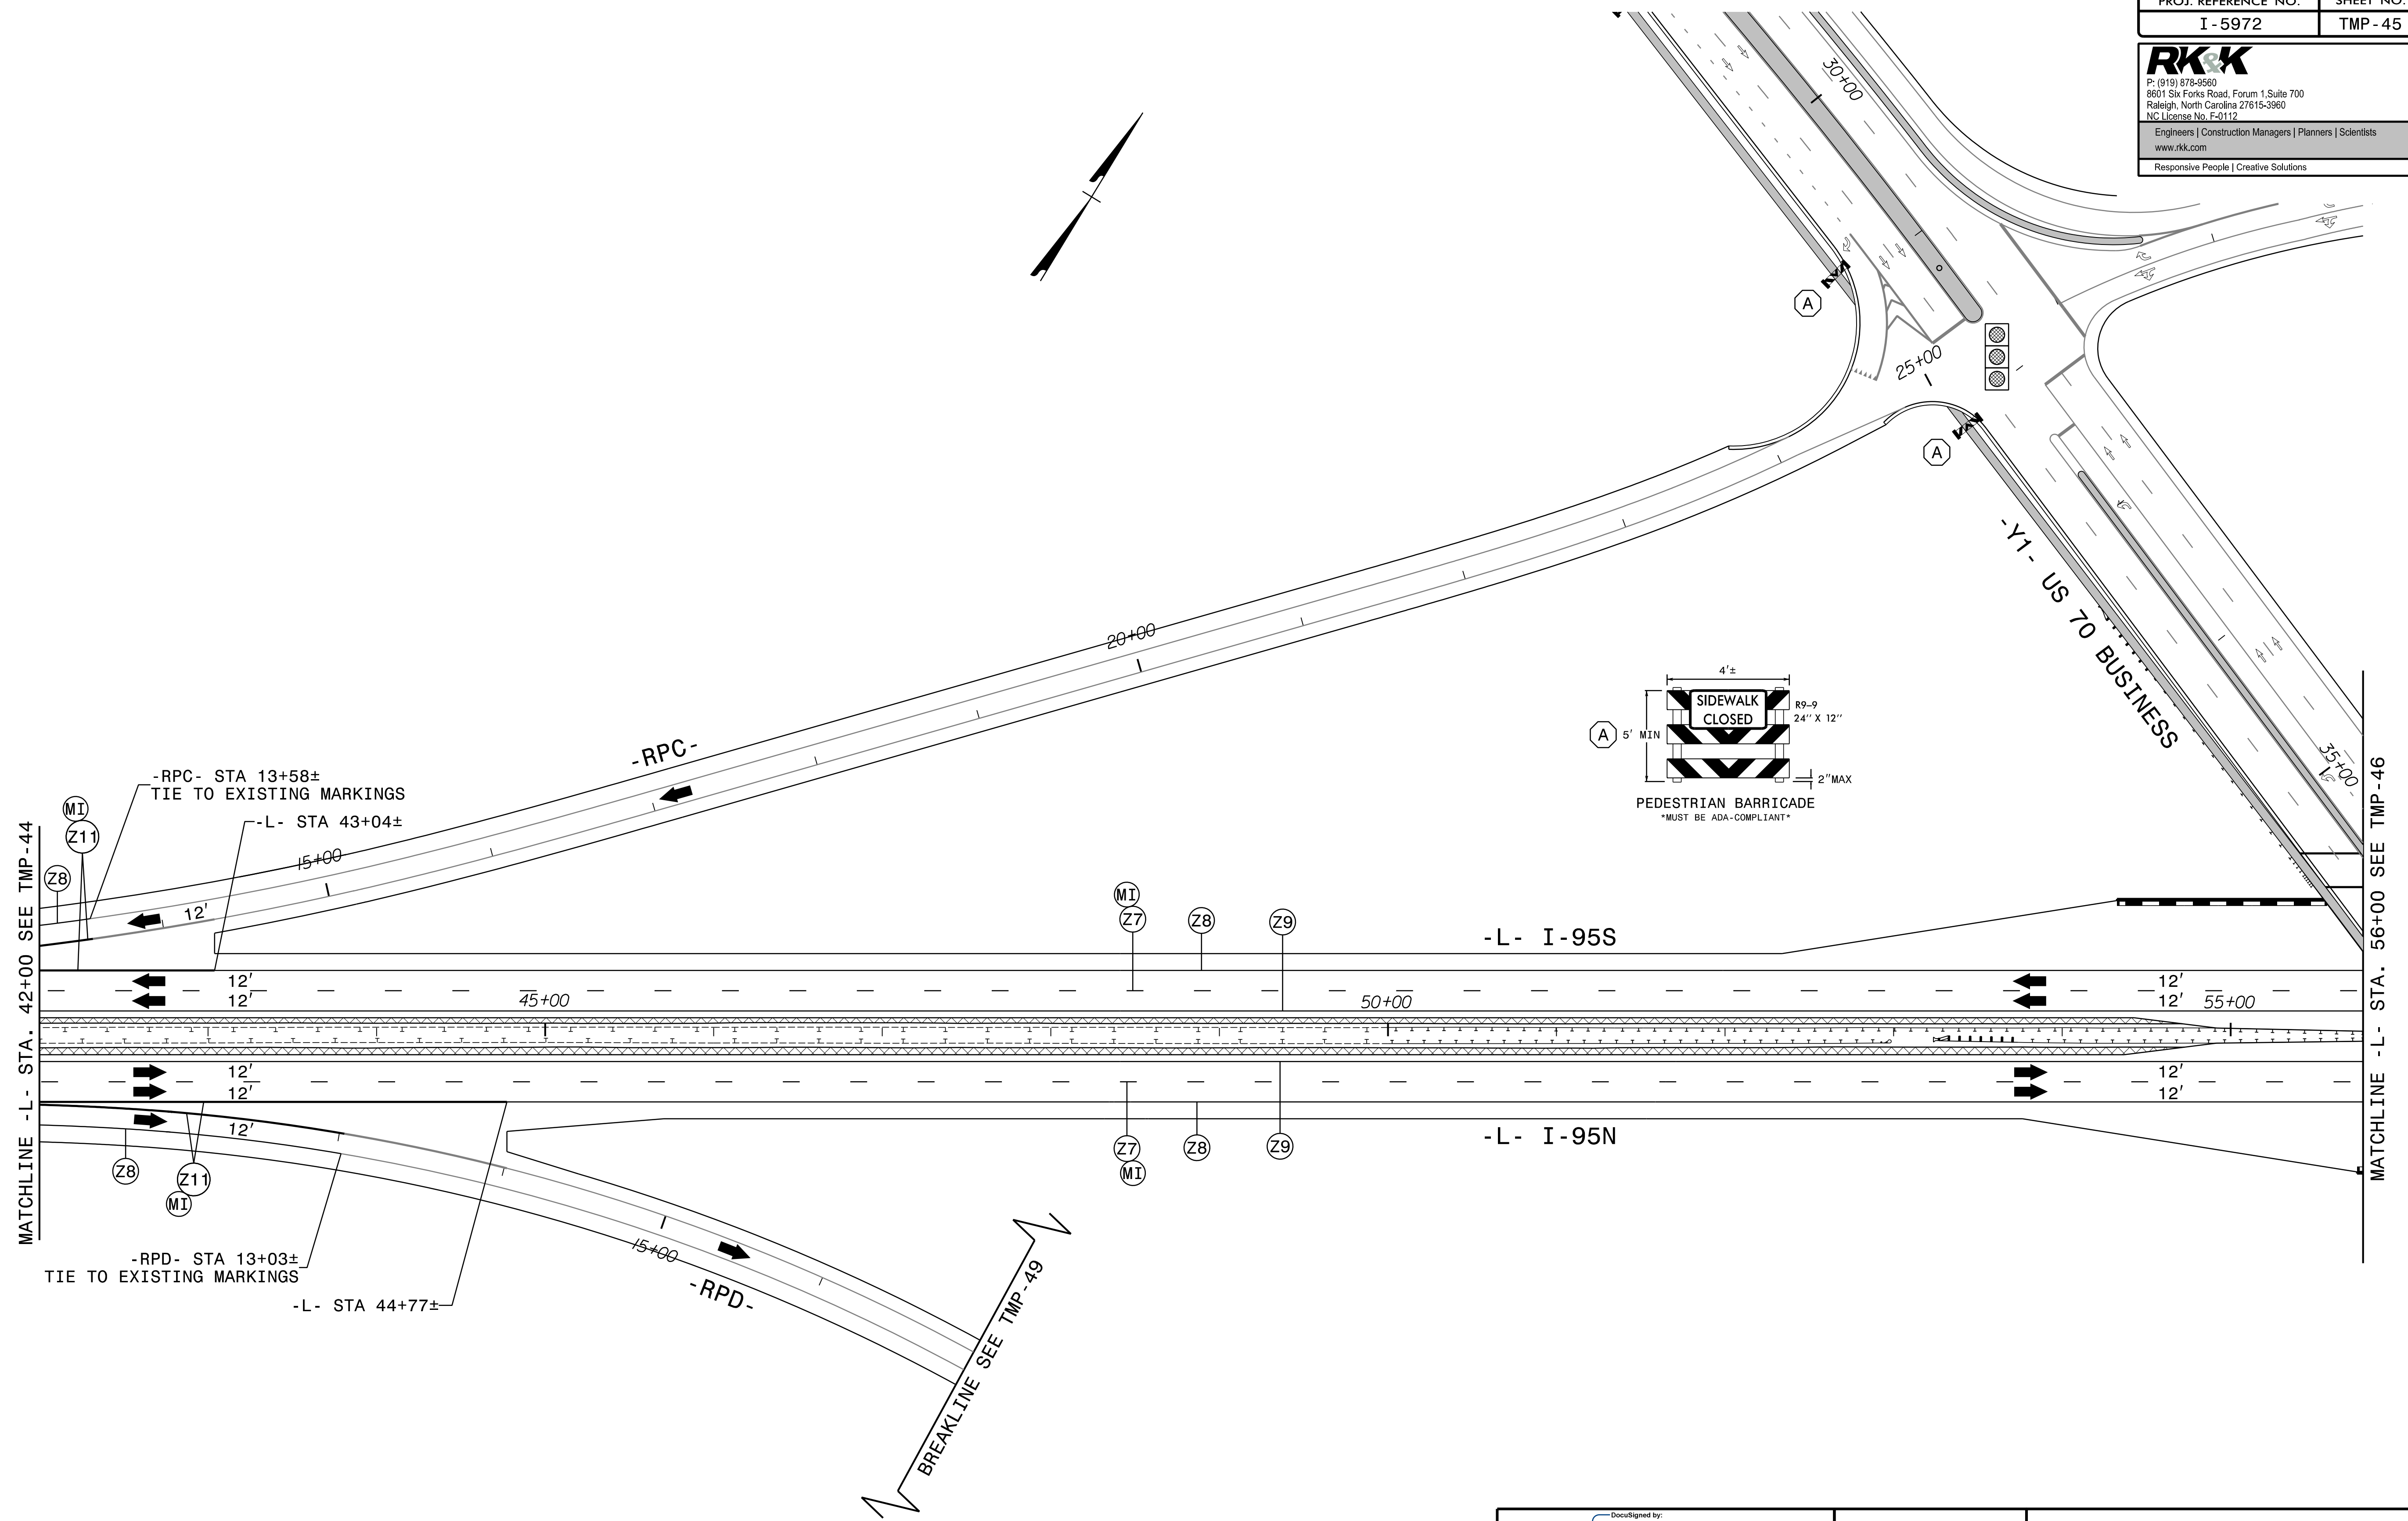 PROJ. REFERENCE NO.
SHEET NO.
I-5972
TMP-45
RK&K
P: (919) 878-9560
8601 Six Forks Road, Forum 1,Suite 700
Raleigh, North Carolina 27615-3960
NC License No. F-0112
Engineers | Construction Managers | Planners | Scientists
www.rkk.com
Responsive People | Creative Solutions
30+00
A
25+00
A
-Y1- US 70 BUSINESS
35+00
20+00
-RPC-
4'±
SIDEWALK
CLOSED
R9-9
24'' X 12''
A
5' MIN
2"MAX
PEDESTRIAN BARRICADE
*MUST BE ADA-COMPLIANT*
-RPC- STA 13+58±
TIE TO EXISTING MARKINGS
-L- STA 43+04±
MI
Z11
Z8
15+00
12'
MI
Z7
Z8
Z9
-L- I-95S
MATCHLINE -L- STA. 42+00 SEE TMP-44
MATCHLINE -L- STA. 56+00 SEE TMP-46
12'
12'
12'
12'
45+00
50+00
55+00
12'
12'
12'
12'
12'
Z8
Z11
MI
Z7
MI
Z8
Z9
-L- I-95N
-RPD- STA 13+03±
TIE TO EXISTING MARKINGS
-L- STA 44+77±
15+00
-RPD-
BREAKLINE SEE TMP-49
DocuSigned by: